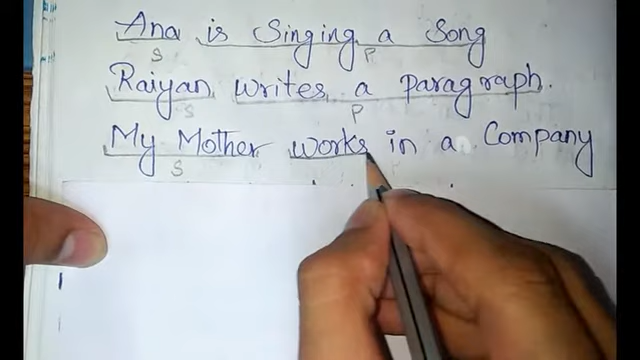 Ana is Singing a Song
S P
Raiyan writes a paragraph.
S P
My Mother works in a Company
S